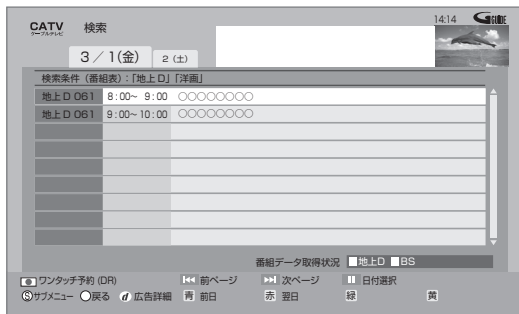 CATV 検索 14:14 G GUIDE
ケーブルテレビ
3/1(金) 2(土)
検索条件(番組表):「地上D」「洋画」
地上D 061 8:00~ 9:00 ○○○○○○○○
地上D 061 9:00~10:00 ○○○○○○○○
番組データ取得状況 ■地上D ■BS
ワンタッチ予約(DR) 前ページ 次ページ 日付選択
Ⓢサブメニュー 戻る d 広告詳細 青 前日 赤 翌日 緑 黄